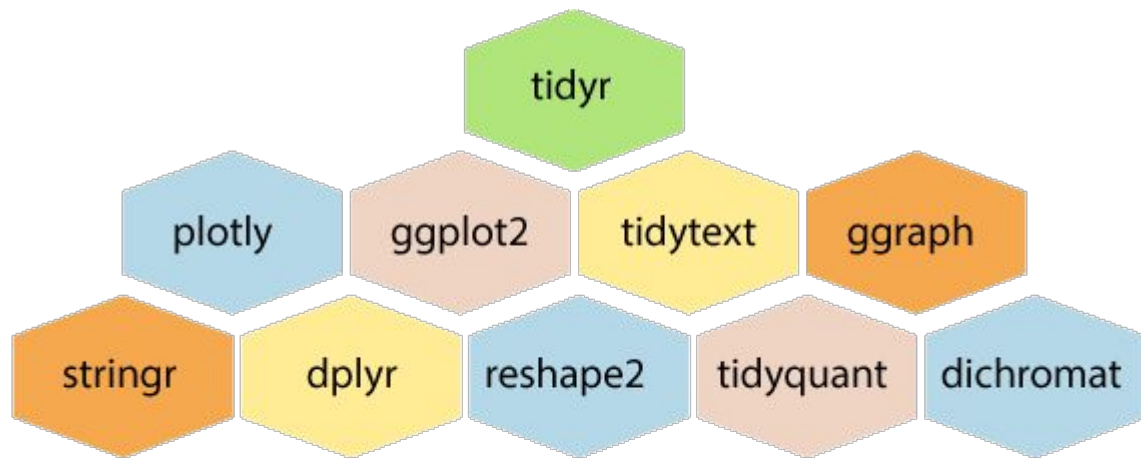 tidyr
plotly ggplot2 tidytext ggraph
stringr dplyr reshape2 tidyquant dichromat